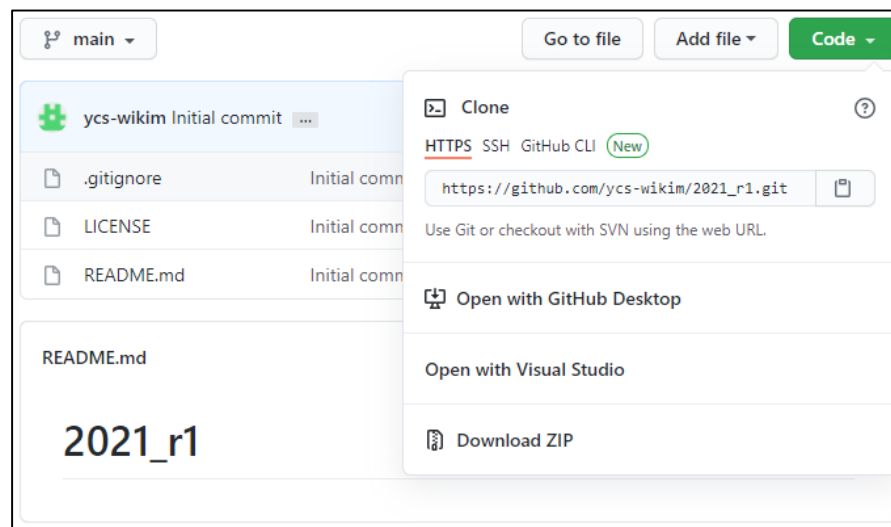 main
Go to file
Add file
Code
ycs-wikim Initial commit ...
.gitignore
Initial comm
LICENSE
Initial comm
README.md
Initial comm
README.md
2021_r1
Clone
HTTPS SSH GitHub CLI New
https://github.com/ycs-wikim/2021_r1.git
Use Git or checkout with SVN using the web URL.
Open with GitHub Desktop
Open with Visual Studio
Download ZIP